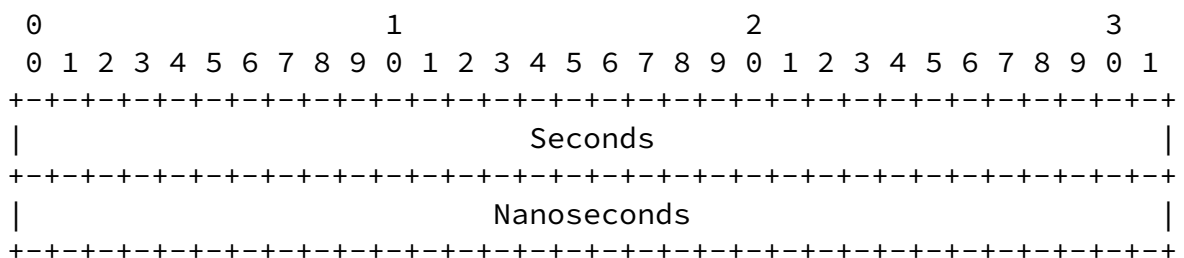 0                   1                   2                   3
 0 1 2 3 4 5 6 7 8 9 0 1 2 3 4 5 6 7 8 9 0 1 2 3 4 5 6 7 8 9 0 1
+-+-+-+-+-+-+-+-+-+-+-+-+-+-+-+-+-+-+-+-+-+-+-+-+-+-+-+-+-+-+-+-+
|                            Seconds                            |
+-+-+-+-+-+-+-+-+-+-+-+-+-+-+-+-+-+-+-+-+-+-+-+-+-+-+-+-+-+-+-+-+
|                          Nanoseconds                          |
+-+-+-+-+-+-+-+-+-+-+-+-+-+-+-+-+-+-+-+-+-+-+-+-+-+-+-+-+-+-+-+-+